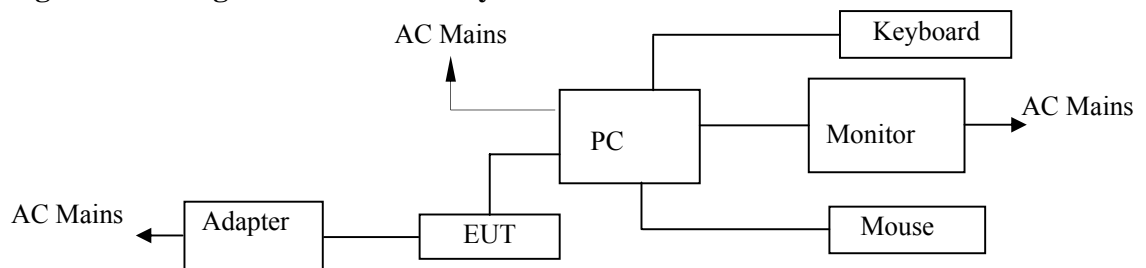 AC Mains
Keyboard
AC Mains
PC
Monitor
AC Mains
Adapter
EUT
Mouse